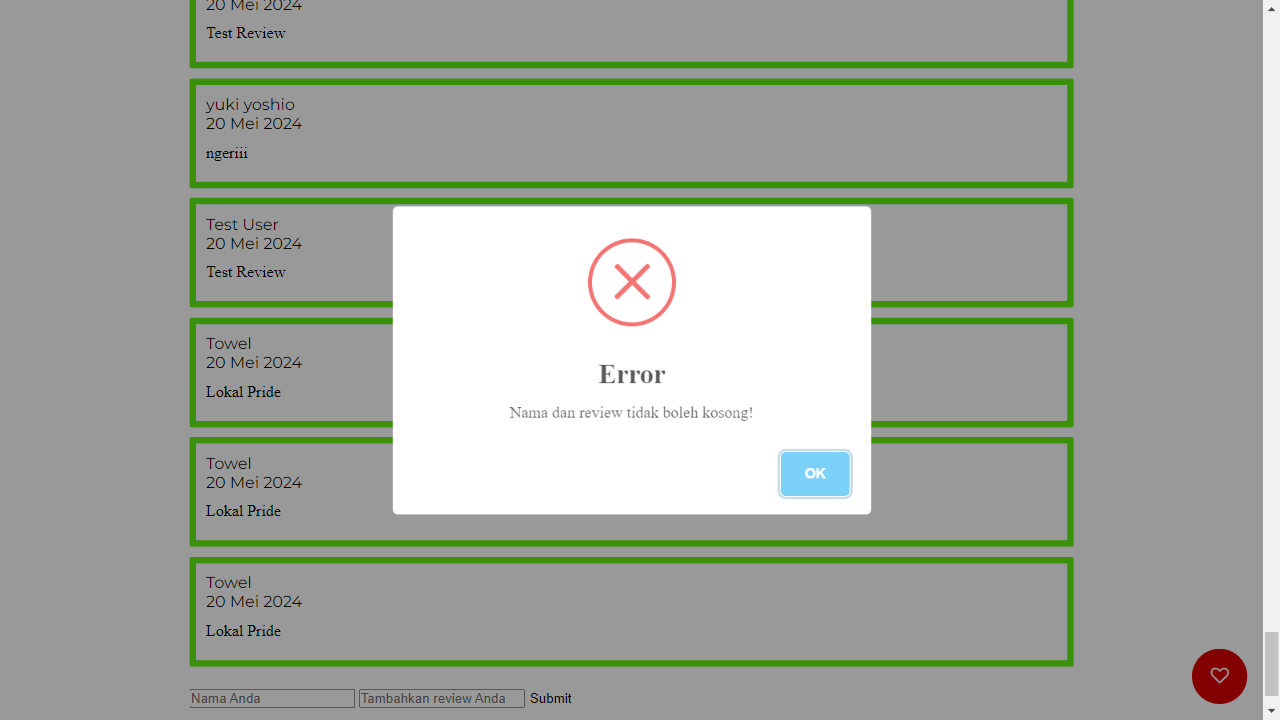 20 Mei 2024
Test Review
yuki yoshio
20 Mei 2024
ngeriii
Test User
20 Mei 2024
Test Review
Towel
20 Mei 2024
Lokal Pride
Towel
20 Mei 2024
Lokal Pride
Towel
20 Mei 2024
Lokal Pride
Error
Nama dan review tidak boleh kosong!
OK
Nama Anda Tambahkan review Anda Submit